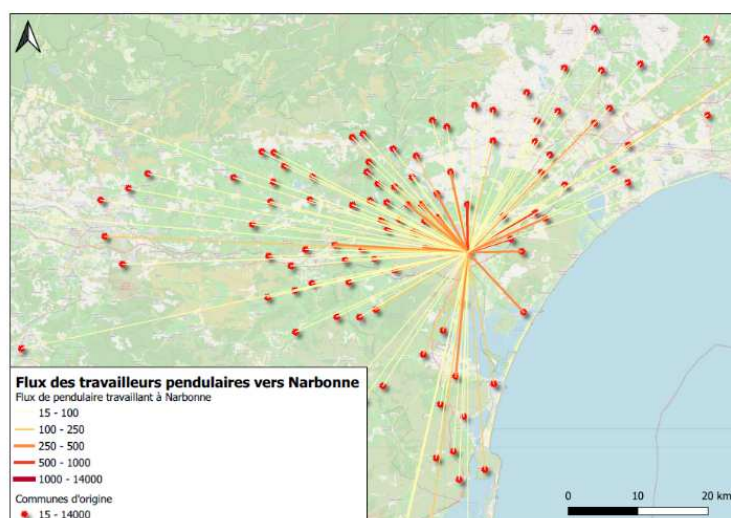 Flux des travailleurs pendulaires vers Narbonne
Flux de pendulaire travaillant à Narbonne
15 - 100
100 - 250
250 - 500
500 - 1000
1000 - 14000
Communes d'origine
15 - 14000
0 10 20 km